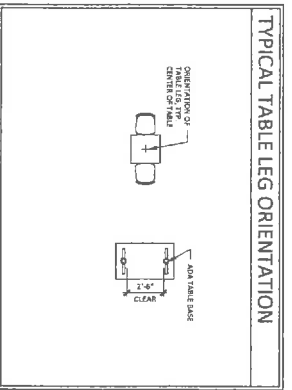 TYPICAL TABLE LEG ORIENTATION
ORIENTATION OF
TABLE LEG, TYP
CENTER OF TABLE
ADA TABLE BASE
2'-6"
CLEAR